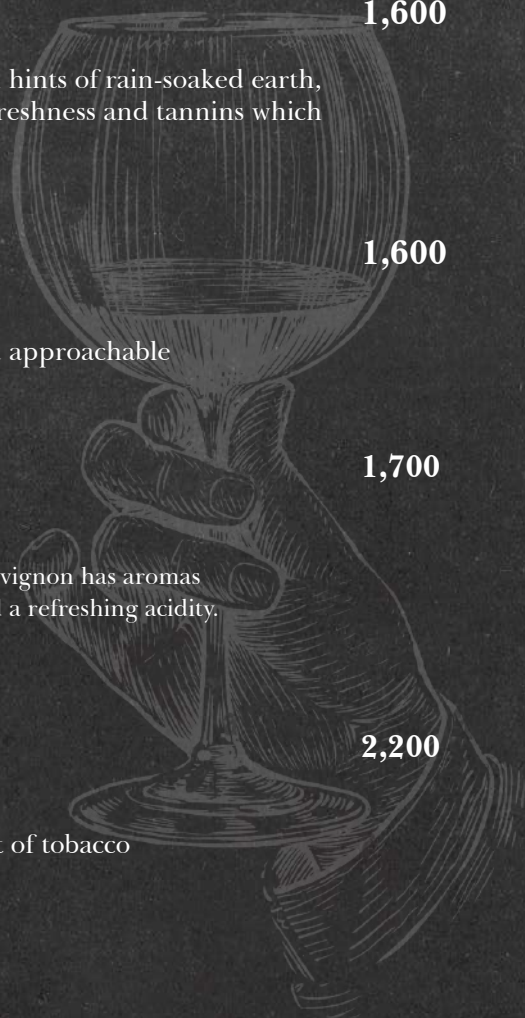 1,600
hints of rain-soaked earth,
reshness and tannins which
1,600
approachable
1,700
vignon has aromas
a refreshing acidity.
2,200
of tobacco